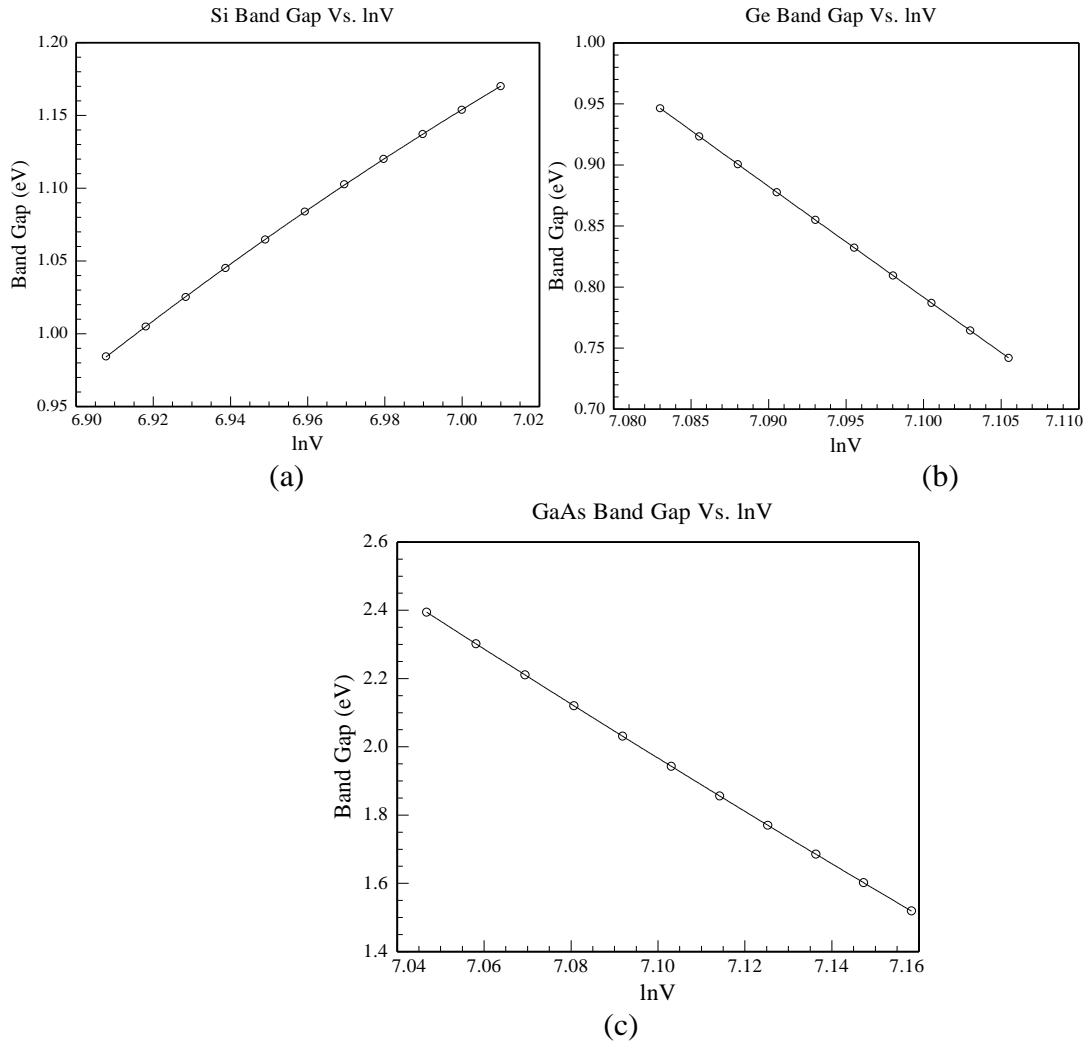 Si Band Gap Vs. lnV
Band Gap (eV)
1.20
1.15
1.10
1.05
1.00
0.95
6.90 6.92 6.94 6.96 6.98 7.00 7.02
lnV
(a)
Ge Band Gap Vs. lnV
Band Gap (eV)
1.00
0.95
0.90
0.85
0.80
0.75
0.70
7.080 7.085 7.090 7.095 7.100 7.105 7.110
lnV
(b)
GaAs Band Gap Vs. lnV
Band Gap (eV)
2.6
2.4
2.2
2.0
1.8
1.6
1.4
7.04 7.06 7.08 7.10 7.12 7.14 7.16
lnV
(c)